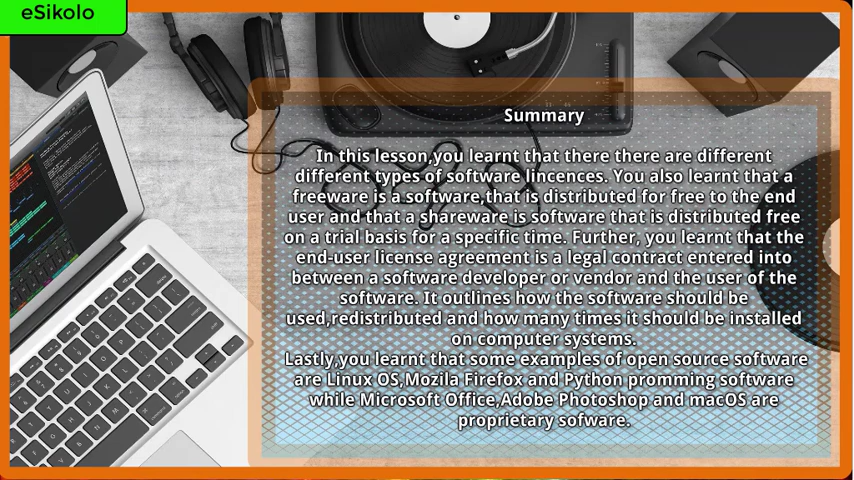 eSikolo
Summary
In this lesson,you learnt that there there are different
different types of software lincences. You also learnt that a
freeware is a software,that is distributed for free to the end
user and that a shareware is software that is distributed free
on a trial basis for a specific time. Further, you learnt that the
end-user license agreement is a legal contract entered into
between a software developer or vendor and the user of the
software. It outlines how the software should be
used,redistributed and how many times it should be installed
on computer systems.
Lastly,you learnt that some examples of open source software
are Linux OS,Mozila Firefox and Python promming software
while Microsoft Office,Adobe Photoshop and macOS are
proprietary sofware.